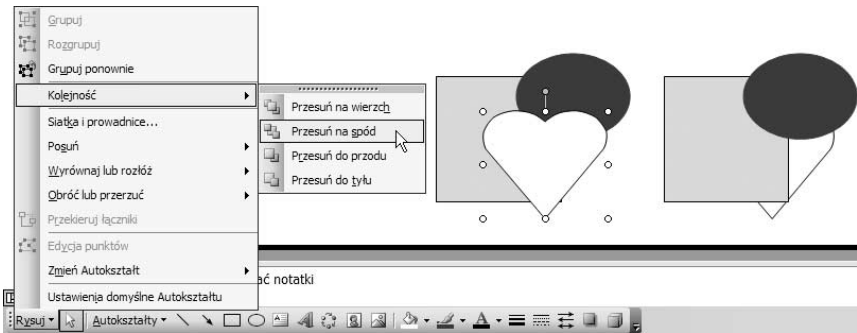 Grupuj
Rozgrupuj
Grupuj ponownie
Kolejność
Siatka i prowadnice...
Posuń
Wyrównaj lub rozłóż
Obróć lub przerzuć
Przekieruj łączniki
Edycja punktów
Zmień Autokształt
Ustawienia domyślne Autokształtu
Przesuń na wierzch
Przesuń na spód
Przesuń do przodu
Przesuń do tyłu
ać notatki
Rysuj
Autokształty